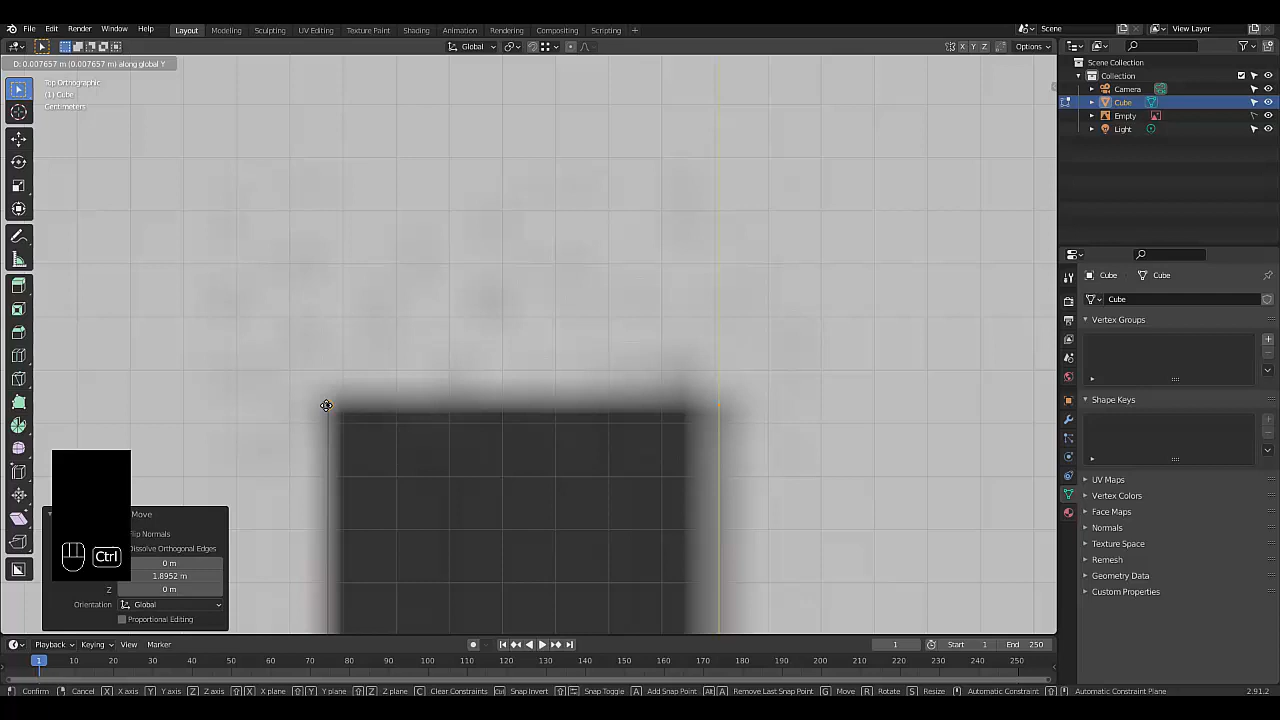 File Edit Render Window Help Layout Modeling Sculpting UV Editing Texture Paint Shading Animation Rendering Compositing Scripting Scene View Layer
Global X Y Z Options
D: 0.007657 m (0.007657 m) along global Y
Top Orthographic
(1) Cube
Centimeters
Scene Collection
Collection
Camera
Cube
Empty
Light
Cube Cube
Cube
Vertex Groups
Shape Keys
UV Maps
Vertex Colors
Face Maps
Normals
Texture Space
Remesh
Geometry Data
Custom Properties
Move
Flip Normals
Dissolve Orthogonal Edges
0 m
1.8952 m
Z 0 m
Orientation Global
Proportional Editing
Ctrl
Playback Keying View Marker 1 Start 1 End 250
1 10 20 30 40 50 60 70 80 90 100 110 120 130 140 150 160 170 180 190 200 210 220 230 240 250
Confirm Cancel X X axis Y Y axis Z Z axis X X plane Y Y plane Z Z plane C Clear Constraints Ctrl Snap Invert Snap Toggle A Add Snap Point Alt A Remove Last Snap Point G Move R Rotate S Resize Automatic Constraint Automatic Constraint Plane 2.91.2